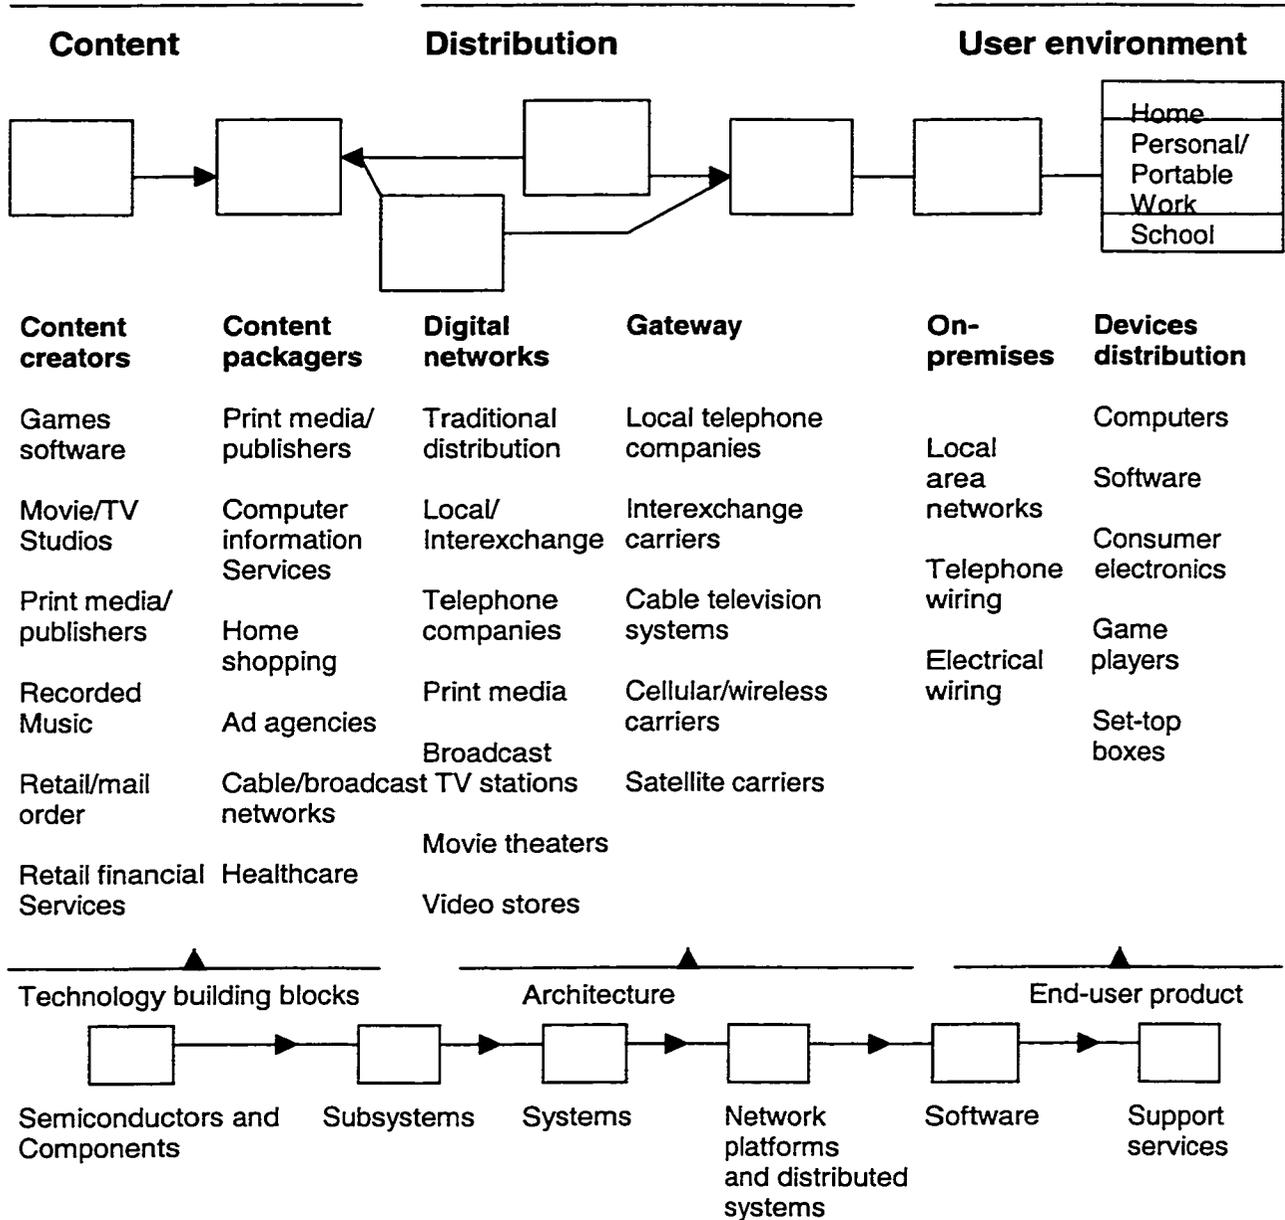 Content
Distribution
User environment
Home
Personal/
Portable
Work
School
Content
creators
Games
software
Movie/TV
Studios
Print media/
publishers
Recorded
Music
Retail/mail
order
Retail financial
Services
Content
packagers
Print media/
publishers
Computer
information
Services
Home
shopping
Ad agencies
Cable/broadcast
networks
Healthcare
Digital
networks
Traditional
distribution
Local/
Interexchange
Telephone
companies
Print media
Broadcast
TV stations
Movie theaters
Video stores
Gateway
Local telephone
companies
Interexchange
carriers
Cable television
systems
Cellular/wireless
carriers
Satellite carriers
On-
premises
Local
area
networks
Telephone
wiring
Electrical
wiring
Devices
distribution
Computers
Software
Consumer
electronics
Game
players
Set-top
boxes
Technology building blocks
Architecture
End-user product
Semiconductors and
Components
Subsystems
Systems
Network
platforms
and distributed
systems
Software
Support
services